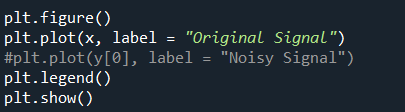 plt.figure()
plt.plot(x, label = "Original Signal")
#plt.plot(y[0], label = "Noisy Signal")
plt.legend()
plt.show()